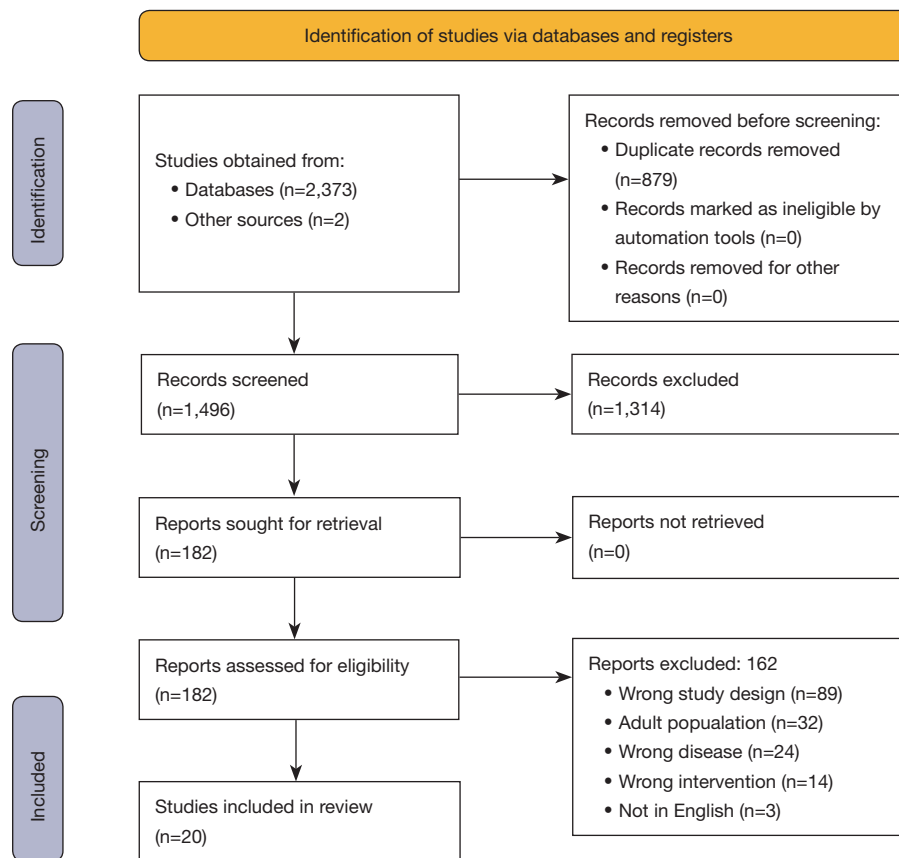 Identification of studies via databases and registers
Identification
Studies obtained from:
• Databases (n=2,373)
• Other sources (n=2)
Records removed before screening:
• Duplicate records removed
(n=879)
• Records marked as ineligible by
automation tools (n=0)
• Records removed for other
reasons (n=0)
Screening
Records screened
(n=1,496)
Records excluded
(n=1,314)
Reports sought for retrieval
(n=182)
Reports not retrieved
(n=0)
Reports assessed for eligibility
(n=182)
Reports excluded: 162
• Wrong study design (n=89)
• Adult popualation (n=32)
• Wrong disease (n=24)
• Wrong intervention (n=14)
• Not in English (n=3)
Included
Studies included in review
(n=20)